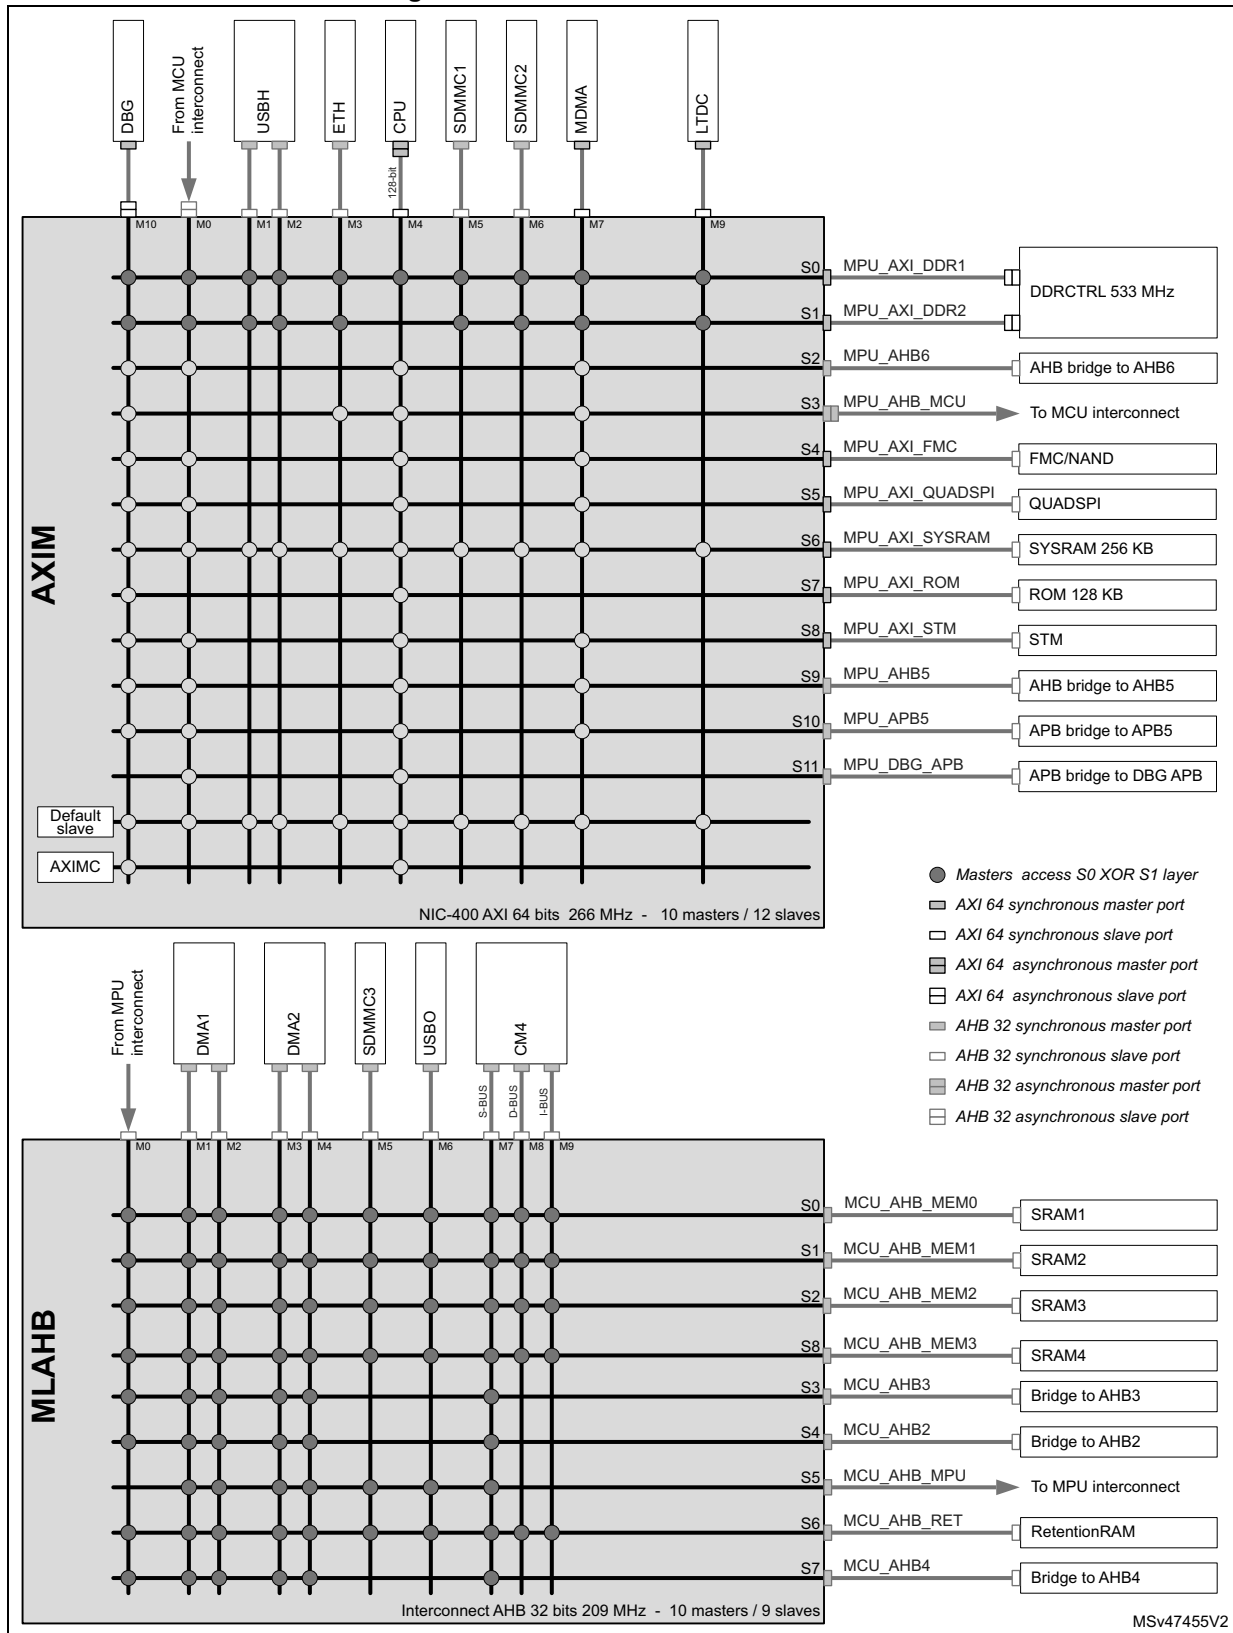 DBG
From MCU
interconnect
USBH
ETH
CPU
SDMMC1
SDMMC2
MDMA
LTDC
128-bit
M10
M0
M1
M2
M3
M4
M5
M6
M7
M9
AXIM
S0
MPU_AXI_DDR1
DDRCTRL 533 MHz
S1
MPU_AXI_DDR2
S2
MPU_AHB6
AHB bridge to AHB6
S3
MPU_AHB_MCU
To MCU interconnect
S4
MPU_AXI_FMC
FMC/NAND
S5
MPU_AXI_QUADSPI
QUADSPI
S6
MPU_AXI_SYSRAM
SYSRAM 256 KB
S7
MPU_AXI_ROM
ROM 128 KB
S8
MPU_AXI_STM
STM
S9
MPU_AHB5
AHB bridge to AHB5
S10
MPU_APB5
APB bridge to APB5
S11
MPU_DBG_APB
APB bridge to DBG APB
Default
slave
AXIMC
NIC-400 AXI 64 bits 266 MHz - 10 masters / 12 slaves
Masters access S0 XOR S1 layer
AXI 64 synchronous master port
AXI 64 synchronous slave port
AXI 64 asynchronous master port
AXI 64 asynchronous slave port
AHB 32 synchronous master port
AHB 32 synchronous slave port
AHB 32 asynchronous master port
AHB 32 asynchronous slave port
From MPU
interconnect
DMA1
DMA2
SDMMC3
USBO
CM4
S-BUS
D-BUS
I-BUS
M0
M1
M2
M3
M4
M5
M6
M7
M8
M9
MLAHB
S0
MCU_AHB_MEM0
SRAM1
S1
MCU_AHB_MEM1
SRAM2
S2
MCU_AHB_MEM2
SRAM3
S8
MCU_AHB_MEM3
SRAM4
S3
MCU_AHB3
Bridge to AHB3
S4
MCU_AHB2
Bridge to AHB2
S5
MCU_AHB_MPU
To MPU interconnect
S6
MCU_AHB_RET
RetentionRAM
S7
MCU_AHB4
Bridge to AHB4
Interconnect AHB 32 bits 209 MHz - 10 masters / 9 slaves
MSv47455V2